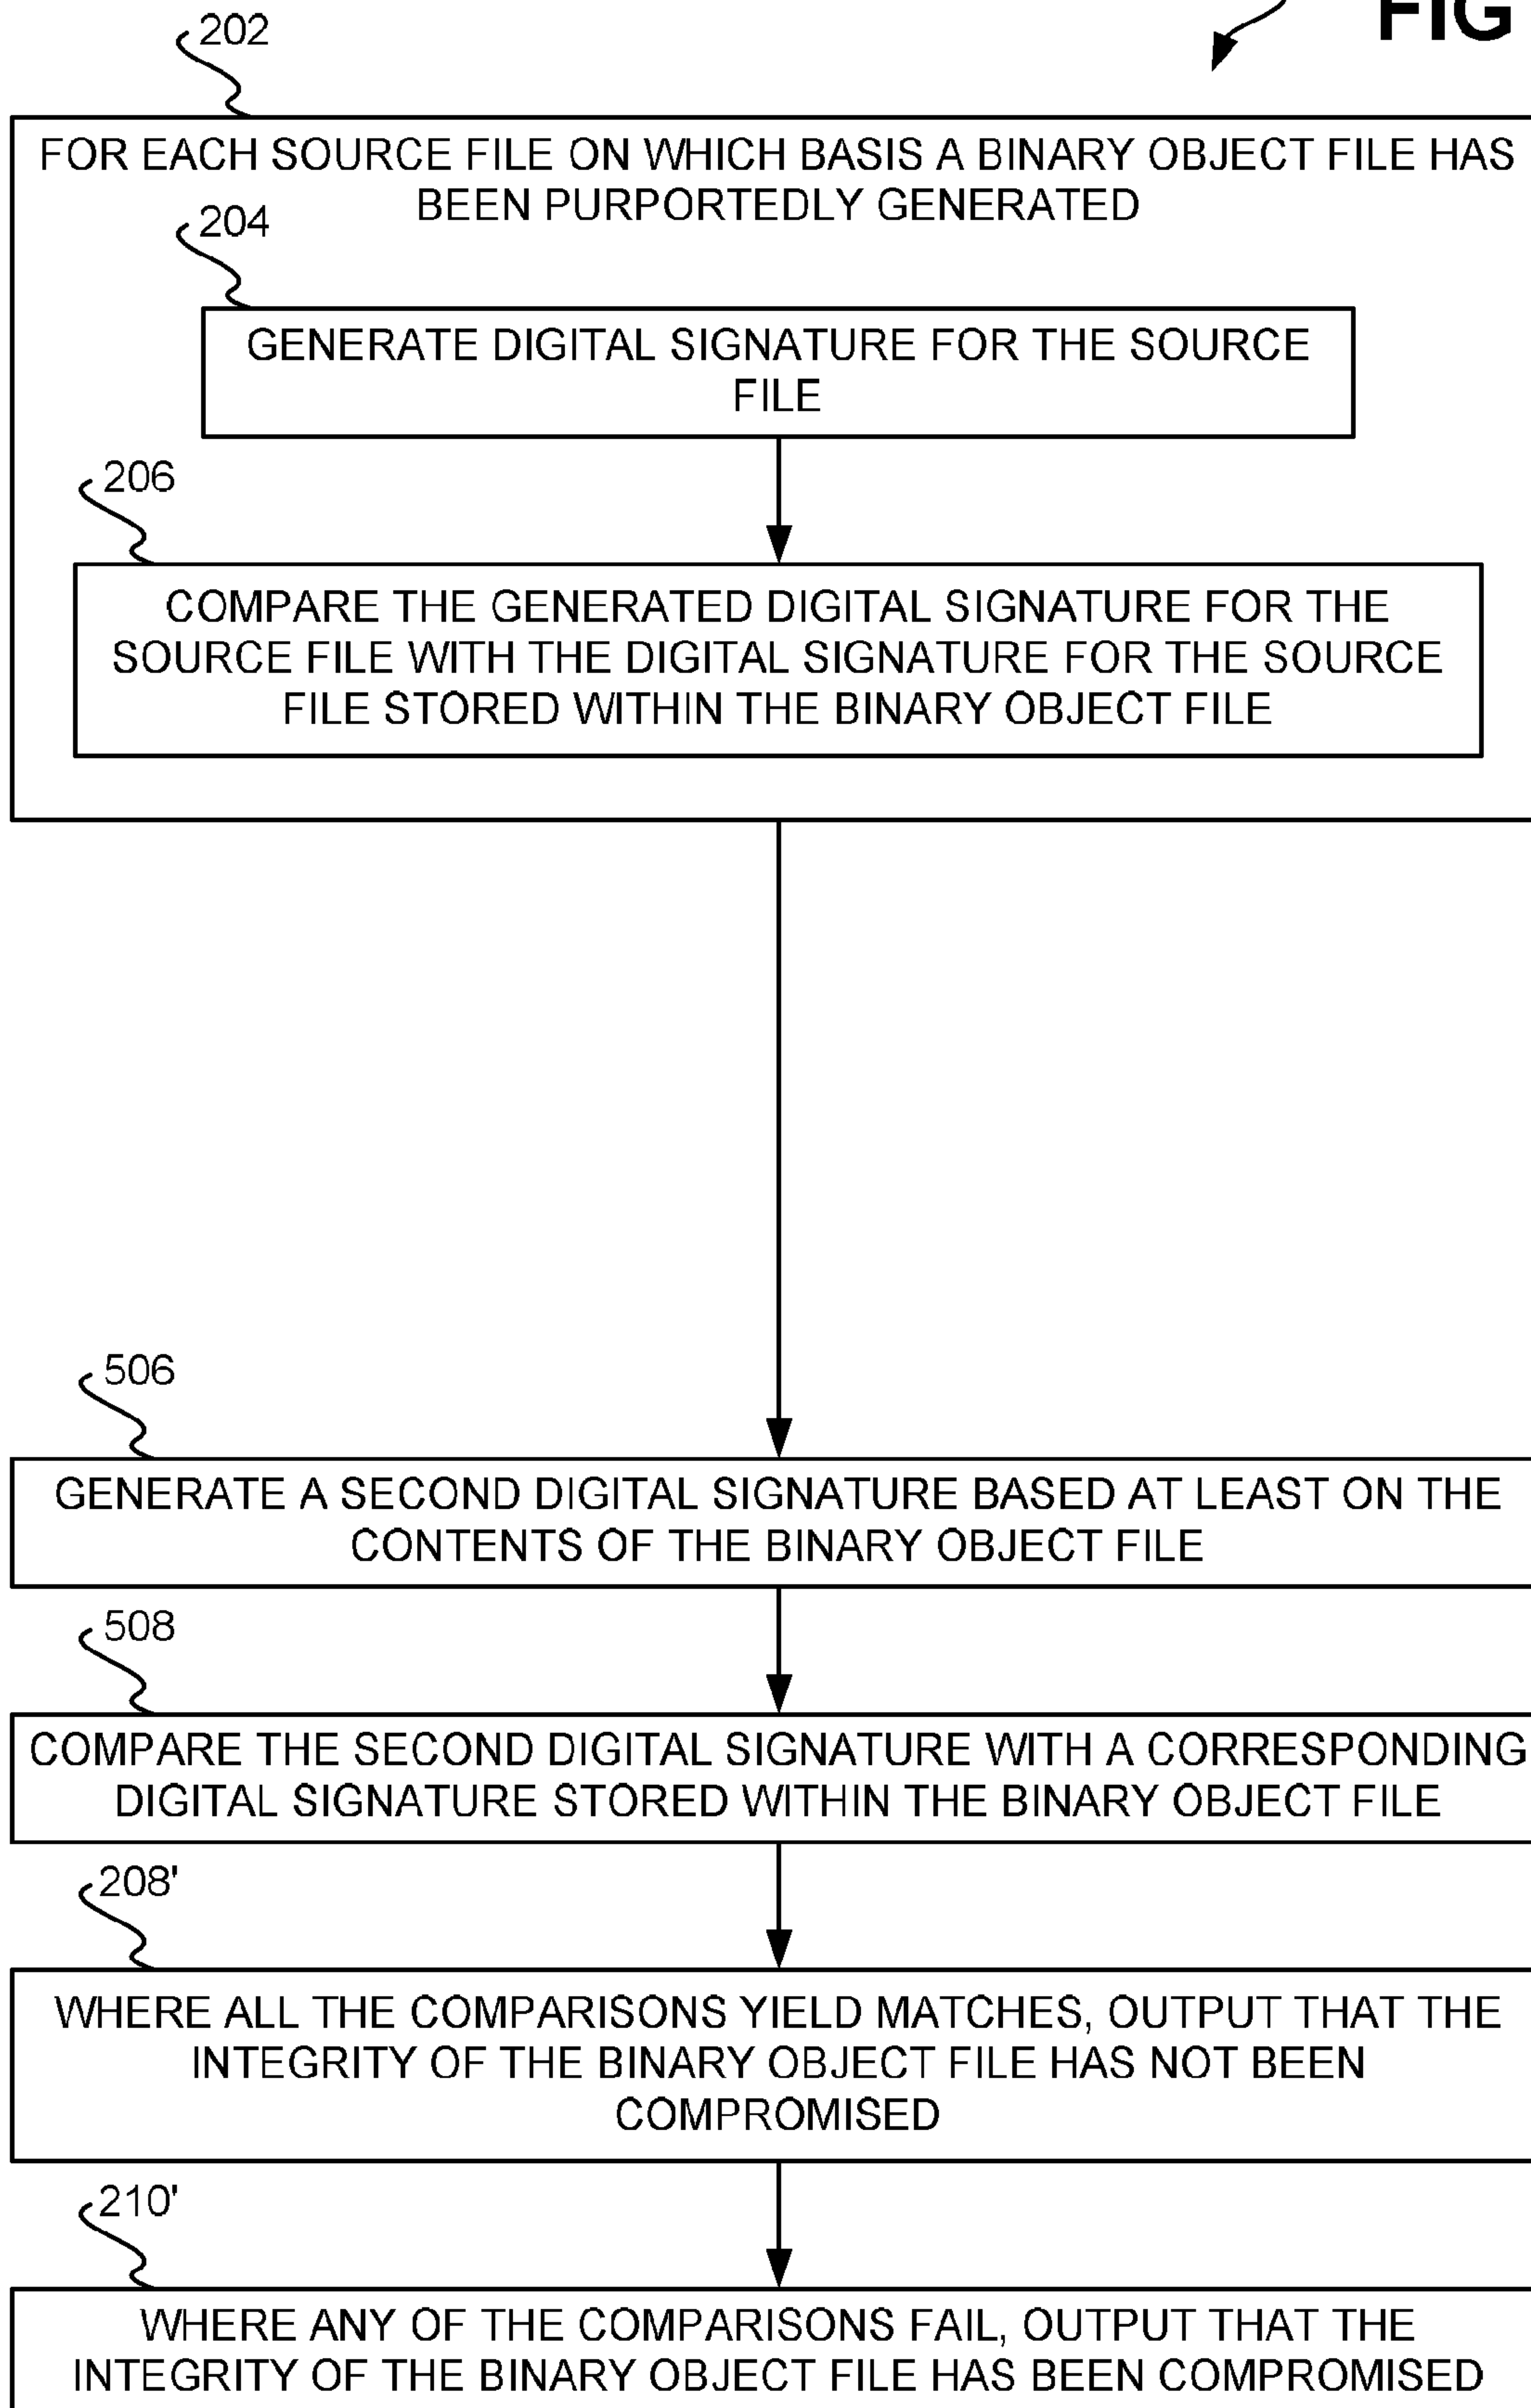 FIG
202
FOR EACH SOURCE FILE ON WHICH BASIS A BINARY OBJECT FILE HAS
BEEN PURPORTEDLY GENERATED
204
GENERATE DIGITAL SIGNATURE FOR THE SOURCE
FILE
206
COMPARE THE GENERATED DIGITAL SIGNATURE FOR THE
SOURCE FILE WITH THE DIGITAL SIGNATURE FOR THE SOURCE
FILE STORED WITHIN THE BINARY OBJECT FILE
506
GENERATE A SECOND DIGITAL SIGNATURE BASED AT LEAST ON THE
CONTENTS OF THE BINARY OBJECT FILE
508
COMPARE THE SECOND DIGITAL SIGNATURE WITH A CORRESPONDING
DIGITAL SIGNATURE STORED WITHIN THE BINARY OBJECT FILE
208'
WHERE ALL THE COMPARISONS YIELD MATCHES, OUTPUT THAT THE
INTEGRITY OF THE BINARY OBJECT FILE HAS NOT BEEN
COMPROMISED
210'
WHERE ANY OF THE COMPARISONS FAIL, OUTPUT THAT THE
INTEGRITY OF THE BINARY OBJECT FILE HAS BEEN COMPROMISED